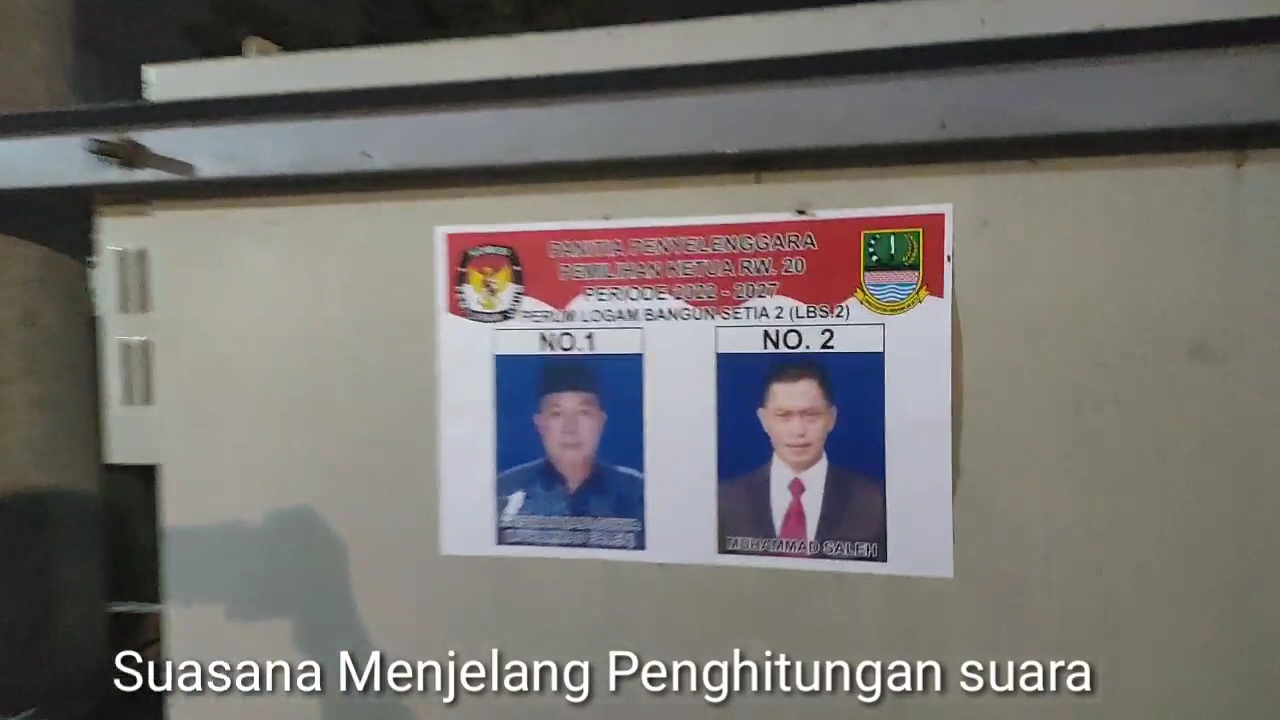 PANITIA PENYELENGGARA
PEMILIHAN KETUA RW. 20
PERIODE 2022 - 2027
PERUM LOGAM BANGUN SETIA 2 (LBS.2)
NO.1
NO. 2
MUHAMMAD SALEH
Suasana Menjelang Penghitungan suara